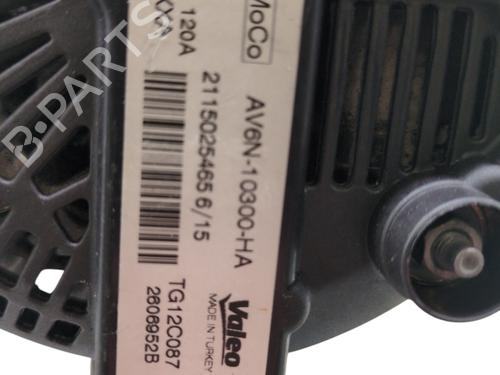 MoCo
AV6N-10300-HA
Valeo
MADE IN TURKEY
120A
2115025465 6/15
TG12C087
2606952B
B-PARTS